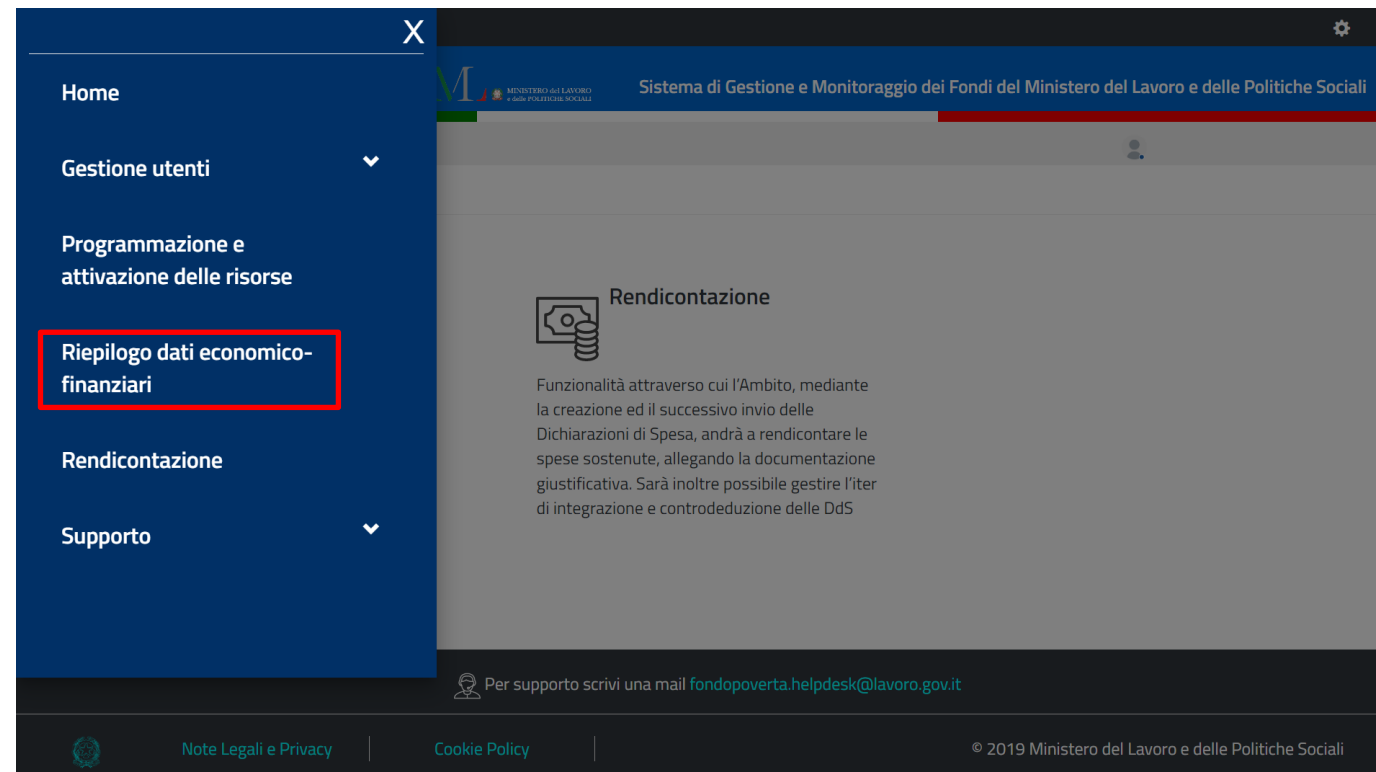 X
Home
Gestione utenti
Programmazione e
attivazione delle risorse
Riepilogo dati economico-
finanziari
Rendicontazione
Supporto
MINISTERO del LAVORO
e delle POLITICHE SOCIALI
Sistema di Gestione e Monitoraggio dei Fondi del Ministero del Lavoro e delle Politiche Sociali
Rendicontazione
Funzionalità attraverso cui l'Ambito, mediante
la creazione ed il successivo invio delle
Dichiarazioni di Spesa, andrà a rendicontare le
spese sostenute, allegando la documentazione
giustificativa. Sarà inoltre possibile gestire l'iter
di integrazione e controdeduzione delle DdS
Per supporto scrivi una mail fondopoverta.helpdesk@lavoro.gov.it
Note Legali e Privacy
Cookie Policy
© 2019 Ministero del Lavoro e delle Politiche Sociali